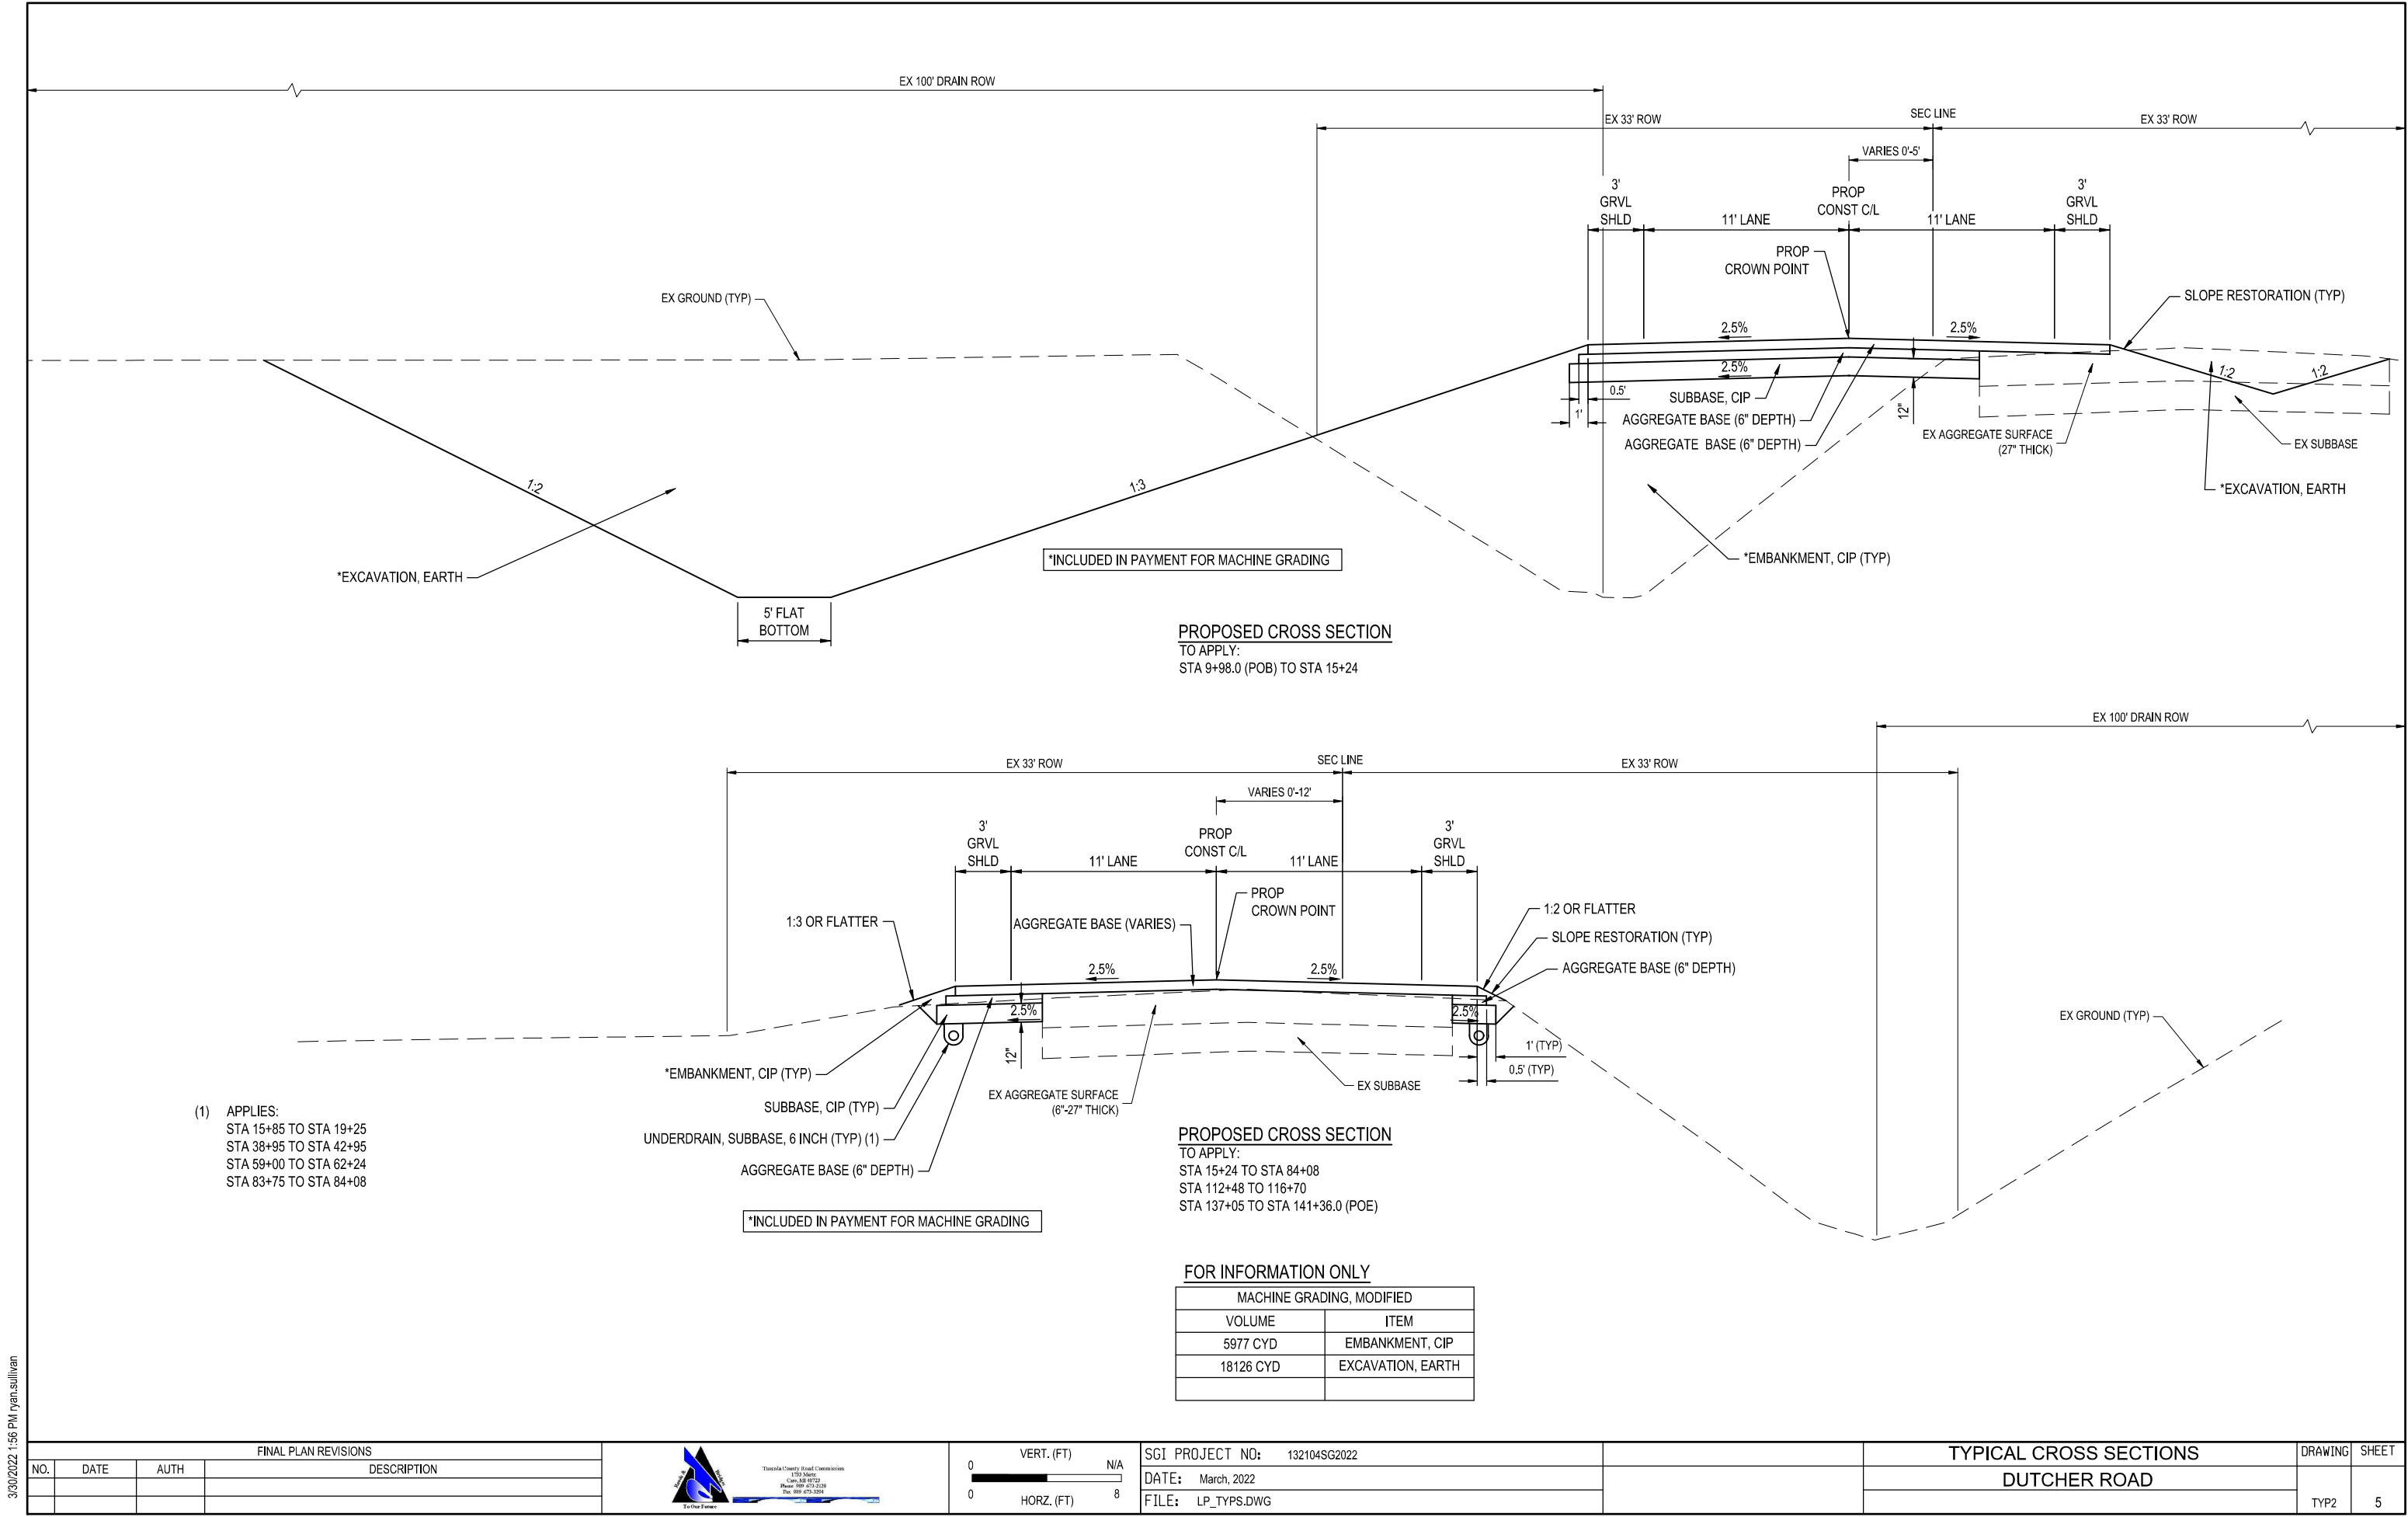 EX 100' DRAIN ROW
EX 33' ROW
SEC LINE
EX 33' ROW
VARIES 0'-5'
3'
GRVL
SHLD
11' LANE
PROP
CONST C/L
11' LANE
3'
GRVL
SHLD
PROP
CROWN POINT
EX GROUND (TYP)
SLOPE RESTORATION (TYP)
2.5%
2.5%
2.5%
0.5'
1'
SUBBASE, CIP
AGGREGATE BASE (6" DEPTH)
AGGREGATE BASE (6" DEPTH)
12"
1:2
1:2
EX AGGREGATE SURFACE
(27" THICK)
EX SUBBASE
*EXCAVATION, EARTH
1:2
1:3
*EXCAVATION, EARTH
*INCLUDED IN PAYMENT FOR MACHINE GRADING
*EMBANKMENT, CIP (TYP)
5' FLAT
BOTTOM
PROPOSED CROSS SECTION
TO APPLY:
STA 9+98.0 (POB) TO STA 15+24
EX 100' DRAIN ROW
EX 33' ROW
SEC LINE
EX 33' ROW
VARIES 0'-12'
3'
GRVL
SHLD
11' LANE
PROP
CONST C/L
11' LANE
3'
GRVL
SHLD
PROP
CROWN POINT
1:3 OR FLATTER
AGGREGATE BASE (VARIES)
1:2 OR FLATTER
SLOPE RESTORATION (TYP)
AGGREGATE BASE (6" DEPTH)
2.5%
2.5%
2.5%
2.5%
12"
1' (TYP)
0.5' (TYP)
EX GROUND (TYP)
*EMBANKMENT, CIP (TYP)
SUBBASE, CIP (TYP)
UNDERDRAIN, SUBBASE, 6 INCH (TYP) (1)
AGGREGATE BASE (6" DEPTH)
EX AGGREGATE SURFACE
(6"-27" THICK)
EX SUBBASE
(1) APPLIES:
STA 15+85 TO STA 19+25
STA 38+95 TO STA 42+95
STA 59+00 TO STA 62+24
STA 83+75 TO STA 84+08
PROPOSED CROSS SECTION
TO APPLY:
STA 15+24 TO STA 84+08
STA 112+48 TO 116+70
STA 137+05 TO STA 141+36.0 (POE)
*INCLUDED IN PAYMENT FOR MACHINE GRADING
FOR INFORMATION ONLY
MACHINE GRADING, MODIFIED
VOLUME ITEM
5977 CYD EMBANKMENT, CIP
18126 CYD EXCAVATION, EARTH
3/30/2022 1:56 PM ryan.sullivan
FINAL PLAN REVISIONS
NO. DATE AUTH DESCRIPTION
To Our Future
Tuscola County Road Commission
1733 Mertz
Caro, MI 48723
Phone 989 673-2128
Fax 989 673-3294
VERT. (FT)
0 N/A
0 8
HORZ. (FT)
SGI PROJECT NO: 132104SG2022
DATE: March, 2022
FILE: LP_TYPS.DWG
TYPICAL CROSS SECTIONS
DUTCHER ROAD
DRAWING SHEET
TYP2 5